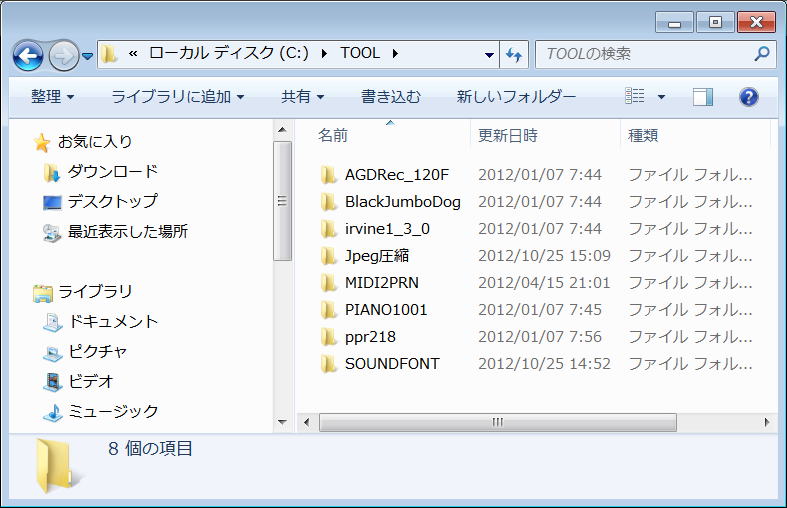 « ローカル ディスク (C:) ▸ TOOL ▸ TOOLの検索
整理 ライブラリに追加 共有 書き込む 新しいフォルダー
お気に入り
ダウンロード
デスクトップ
最近表示した場所
ライブラリ
ドキュメント
ピクチャ
ビデオ
ミュージック
名前 更新日時 種類
AGDRec_120F 2012/01/07 7:44 ファイル フォル...
BlackJumboDog 2012/01/07 7:44 ファイル フォル...
irvine1_3_0 2012/01/07 7:44 ファイル フォル...
Jpeg圧縮 2012/10/25 15:09 ファイル フォル...
MIDI2PRN 2012/04/15 21:01 ファイル フォル...
PIANO1001 2012/01/07 7:45 ファイル フォル...
ppr218 2012/01/07 7:56 ファイル フォル...
SOUNDFONT 2012/10/25 14:52 ファイル フォル...
8 個の項目